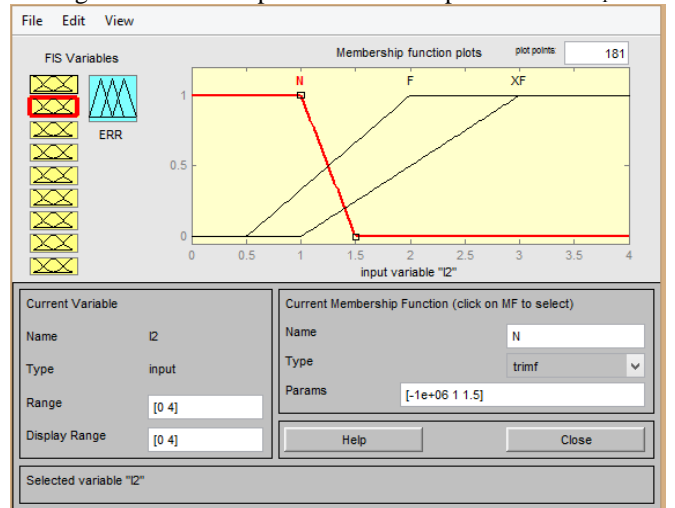 File Edit View
FIS Variables
Membership function plots
plot points:
181
ERR
N
F
XF
1
0.5
0
0 0.5 1 1.5 2 2.5 3 3.5 4
input variable "I2"
Current Variable
Name I2
Type input
Range [0 4]
Display Range [0 4]
Current Membership Function (click on MF to select)
Name N
Type trimf
Params [-1e+06 1 1.5]
Help Close
Selected variable "I2"